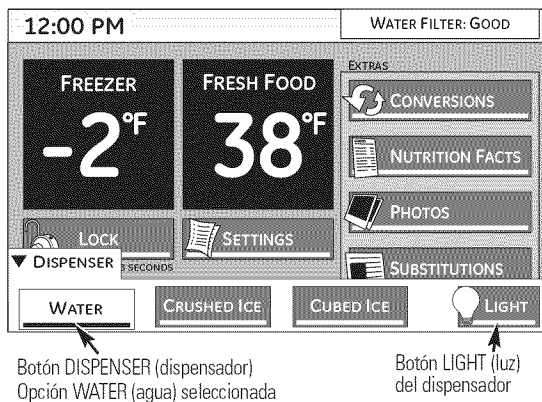 12:00 PM
WATER FILTER: GOOD
FREEZER
-2°F
FRESH FOOD
38°F
EXTRAS
CONVERSIONS
NUTRITION FACTS
PHOTOS
SUBSTITUTIONS
LOCK
3 SECONDS
SETTINGS
▼ DISPENSER
WATER
CRUSHED ICE
CUBED ICE
LIGHT
Botón DISPENSER (dispensador)
Opción WATER (agua) seleccionada
Botón LIGHT (luz)
del dispensador